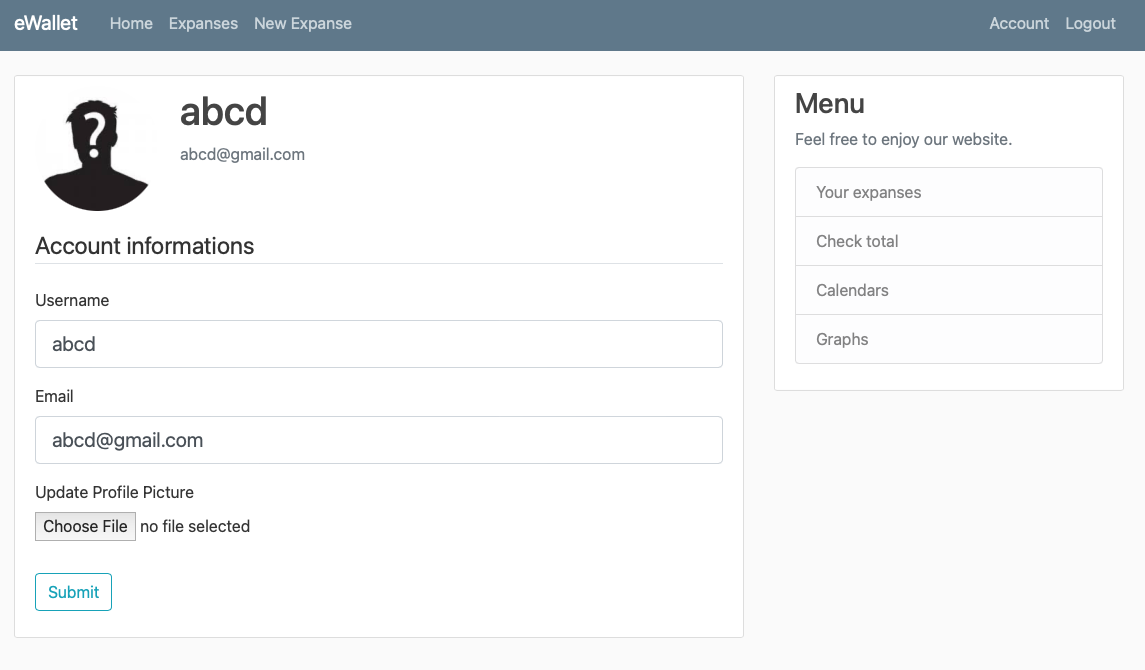 eWallet Home Expanses New Expanse Account Logout
?
abcd
abcd@gmail.com
Account informations
Username
abcd
Email
abcd@gmail.com
Update Profile Picture
Choose File no file selected
Submit
Menu
Feel free to enjoy our website.
Your expanses
Check total
Calendars
Graphs